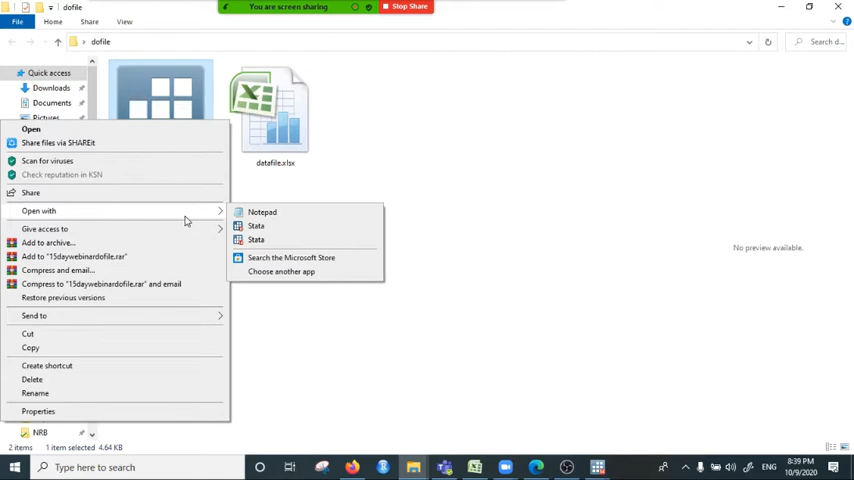 dofile
You are screen sharing
Stop Share
File
Home
Share
View
dofile
Search d...
Quick access
Downloads
Documents
Pictures
datafile.xlsx
Open
Share files via SHAREit
Scan for viruses
Check reputation in KSN
Share
Open with
Give access to
Add to archive...
Add to "15daywebinardofile.rar"
Compress and email...
Compress to "15daywebinardofile.rar" and email
Restore previous versions
Send to
Cut
Copy
Create shortcut
Delete
Rename
Properties
Notepad
Stata
Stata
Search the Microsoft Store
Choose another app
No preview available.
NRB
2 items
1 item selected 4.64 KB
Type here to search
ENG
8:39 PM
10/9/2020